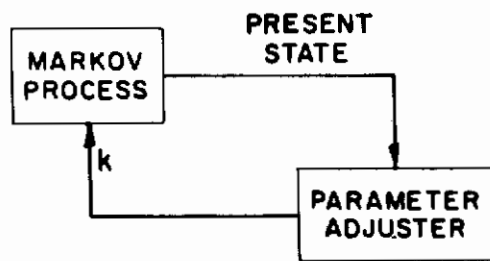 PRESENT
STATE
MARKOV
PROCESS
k
PARAMETER
ADJUSTER